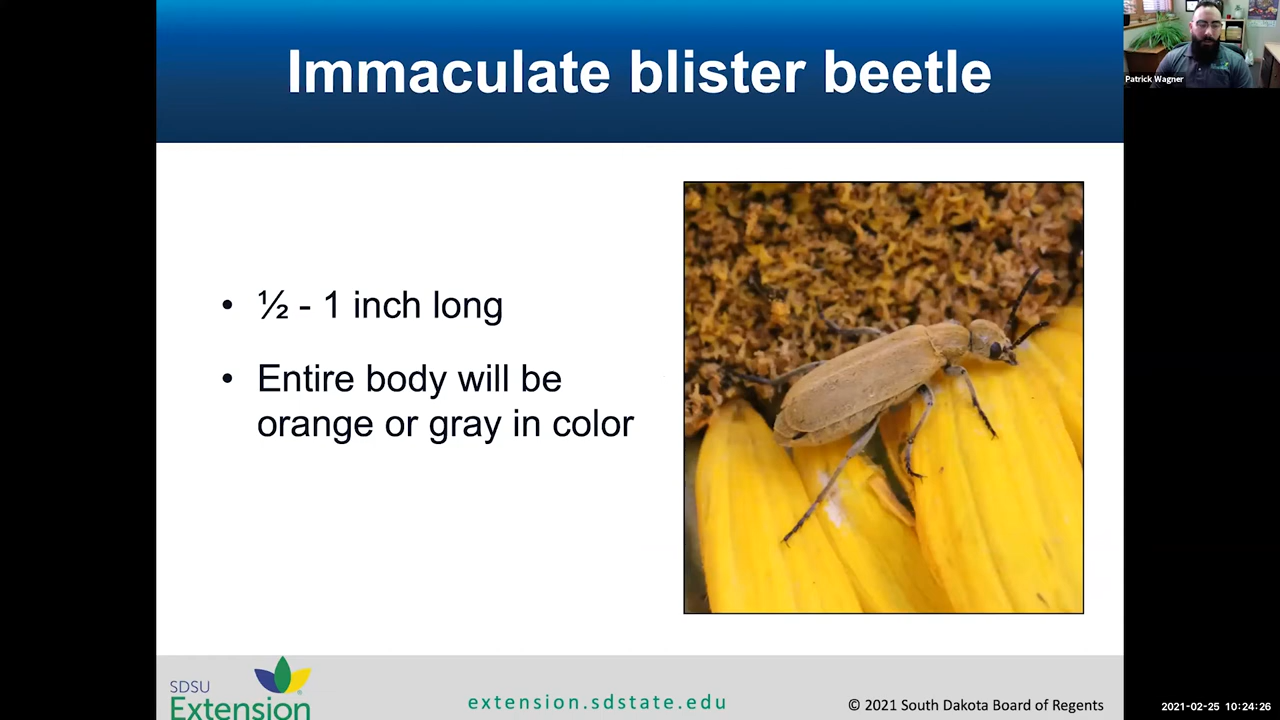 Immaculate blister beetle
Patrick Wagner
• ½ - 1 inch long
• Entire body will be
orange or gray in color
SDSU
Extension
extension.sdstate.edu
© 2021 South Dakota Board of Regents
2021-02-25 10:24:26